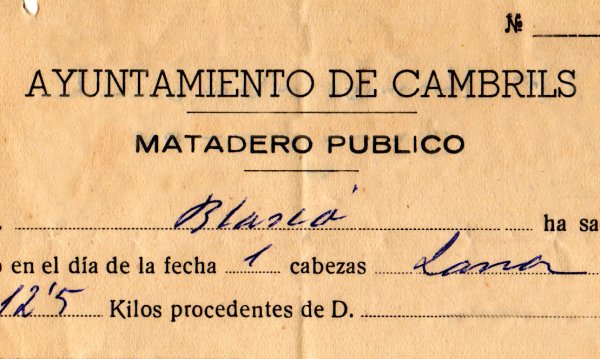 №
AYUNTAMIENTO DE CAMBRILS
MATADERO PUBLICO
. Blasió ha sa
o en el día de la fecha 1 cabezas Lanar
12'5 Kilos procedentes de D.